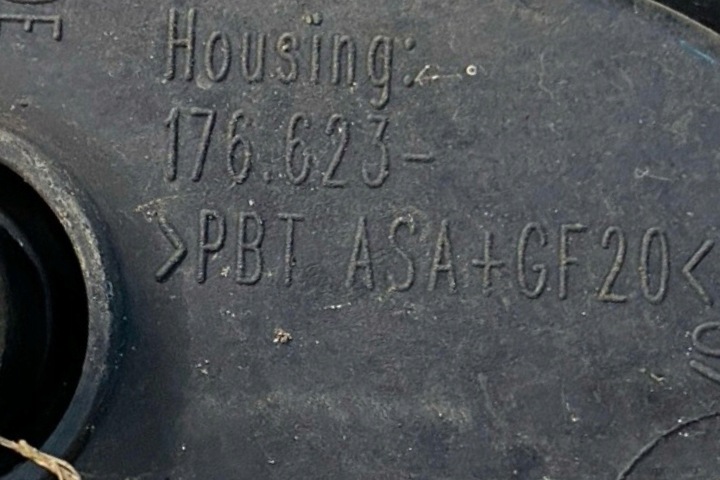 Housing:
176.623-
>PBT ASA+GF20<